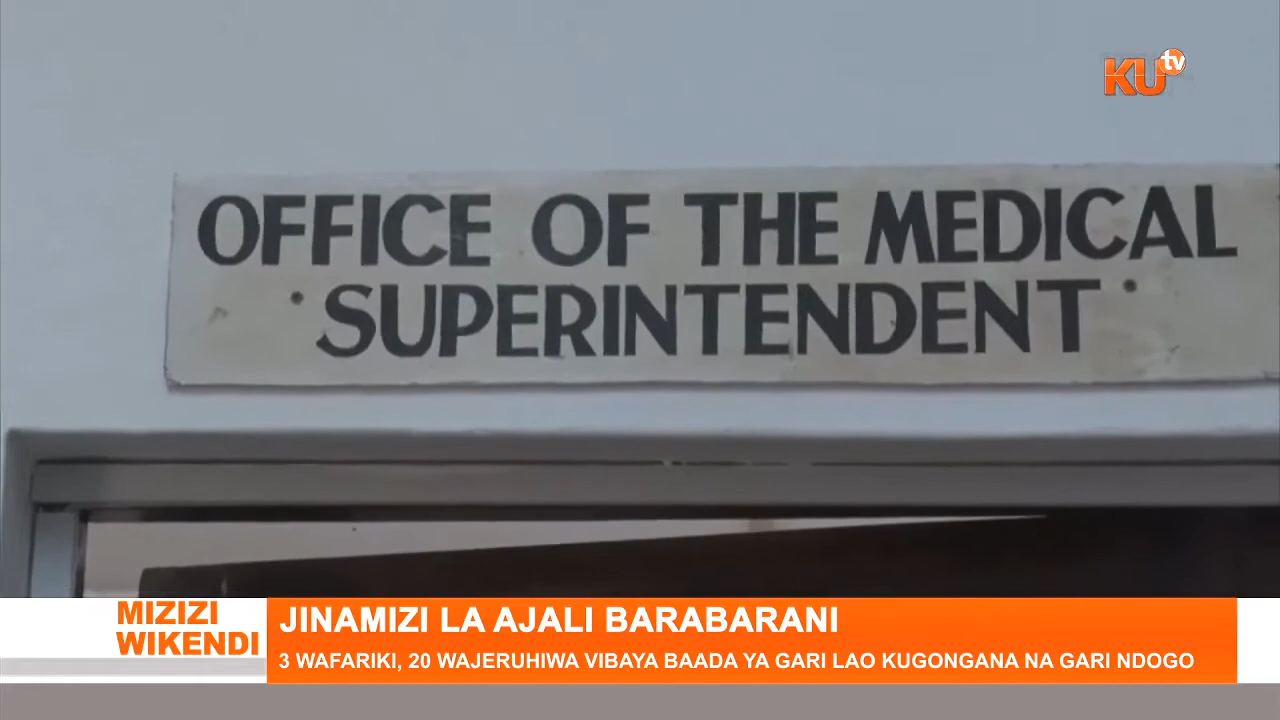 KU tv
OFFICE OF THE MEDICAL
SUPERINTENDENT
MIZIZI
WIKENDI
JINAMIZI LA AJALI BARABARANI
3 WAFARIKI, 20 WAJERUHIWA VIBAYA BAADA YA GARI LAO KUGONGANA NA GARI NDOGO